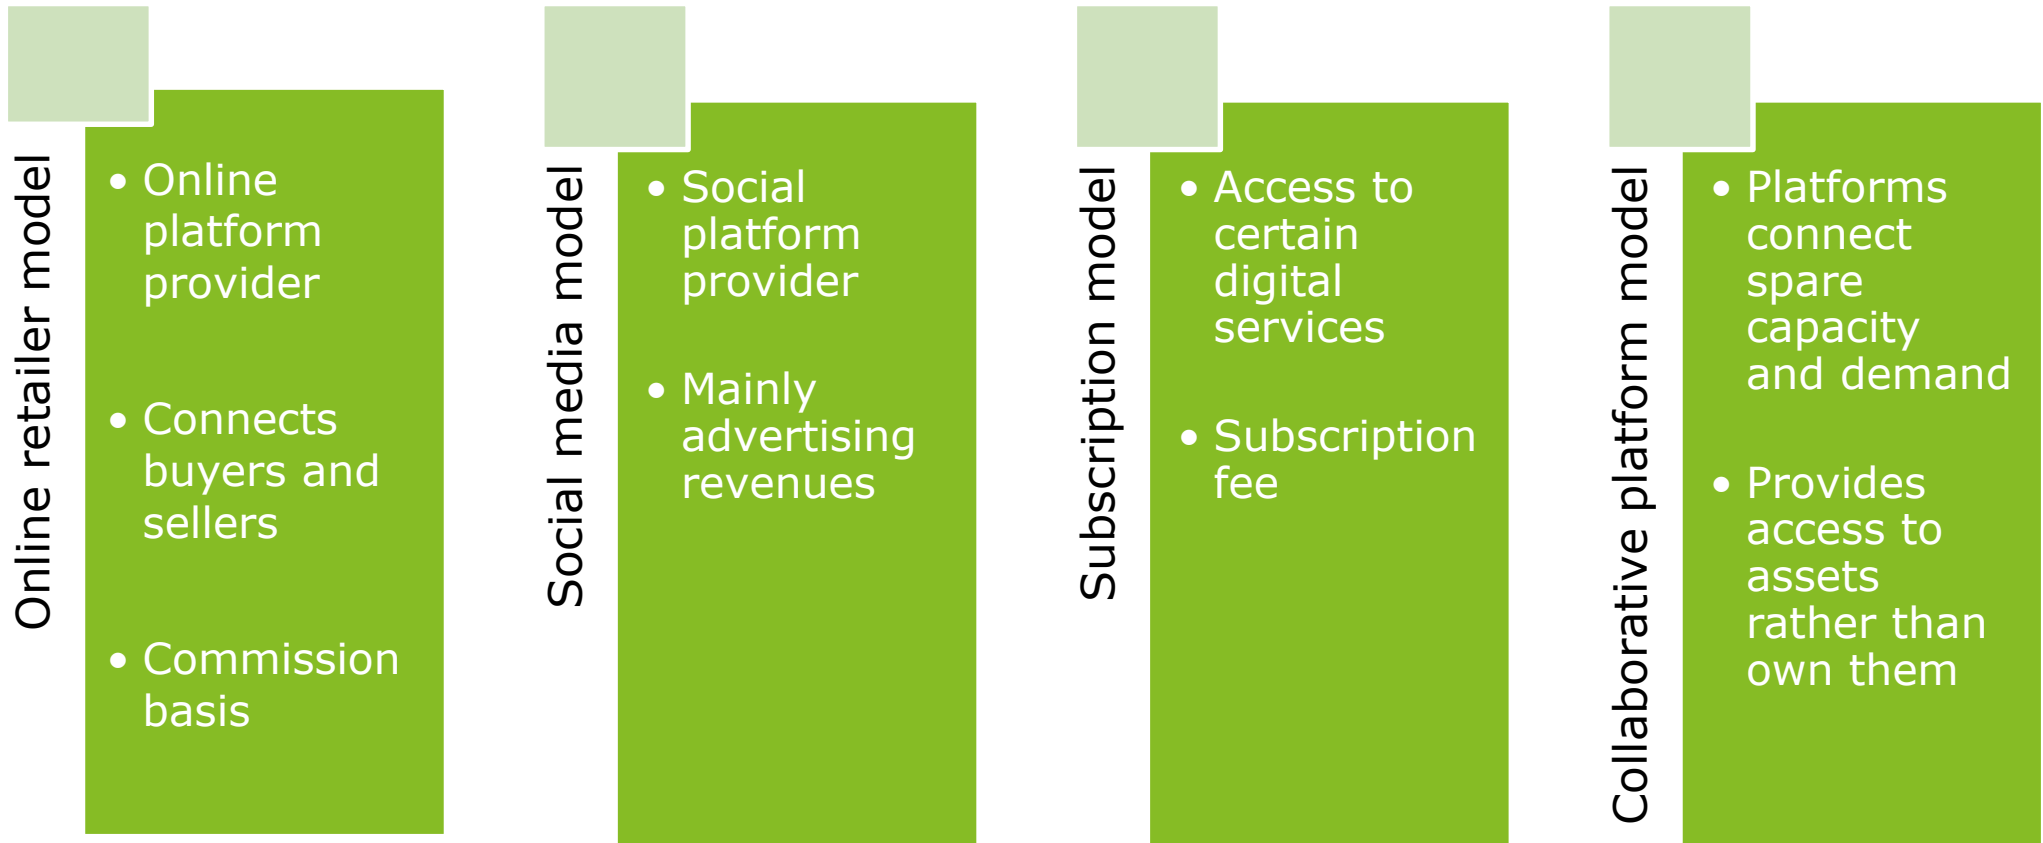 Online retailer model
• Online
platform
provider
• Connects
buyers and
sellers
• Commission
basis
Social media model
• Social
platform
provider
• Mainly
advertising
revenues
Subscription model
• Access to
certain
digital
services
• Subscription
fee
Collaborative platform model
• Platforms
connect
spare
capacity
and demand
• Provides
access to
assets
rather than
own them